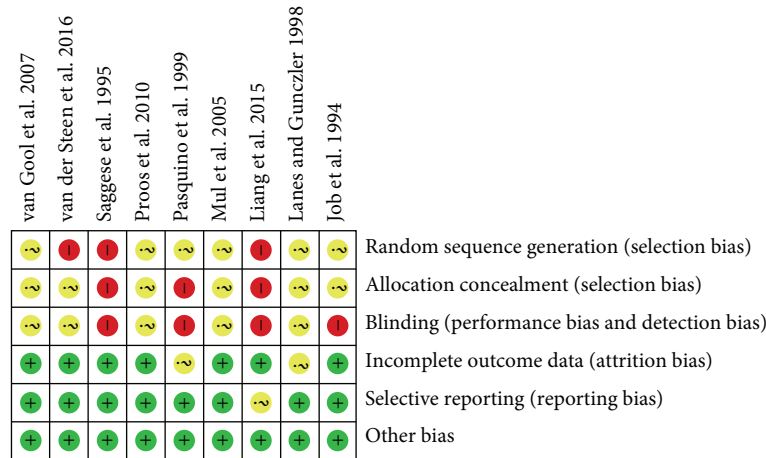 van Gool et al. 2007
van der Steen et al. 2016
Saggese et al. 1995
Proos et al. 2010
Pasquino et al. 1999
Mul et al. 2005
Liang et al. 2015
Lanes and Gunczler 1998
Job et al. 1994
? − − ? ? ? − ? ? Random sequence generation (selection bias)
? ? − ? − ? − ? ? Allocation concealment (selection bias)
? ? − ? − ? − ? − Blinding (performance bias and detection bias)
+ + + + ? + + ? + Incomplete outcome data (attrition bias)
+ + + + + + ? + + Selective reporting (reporting bias)
+ + + + + + + + + Other bias